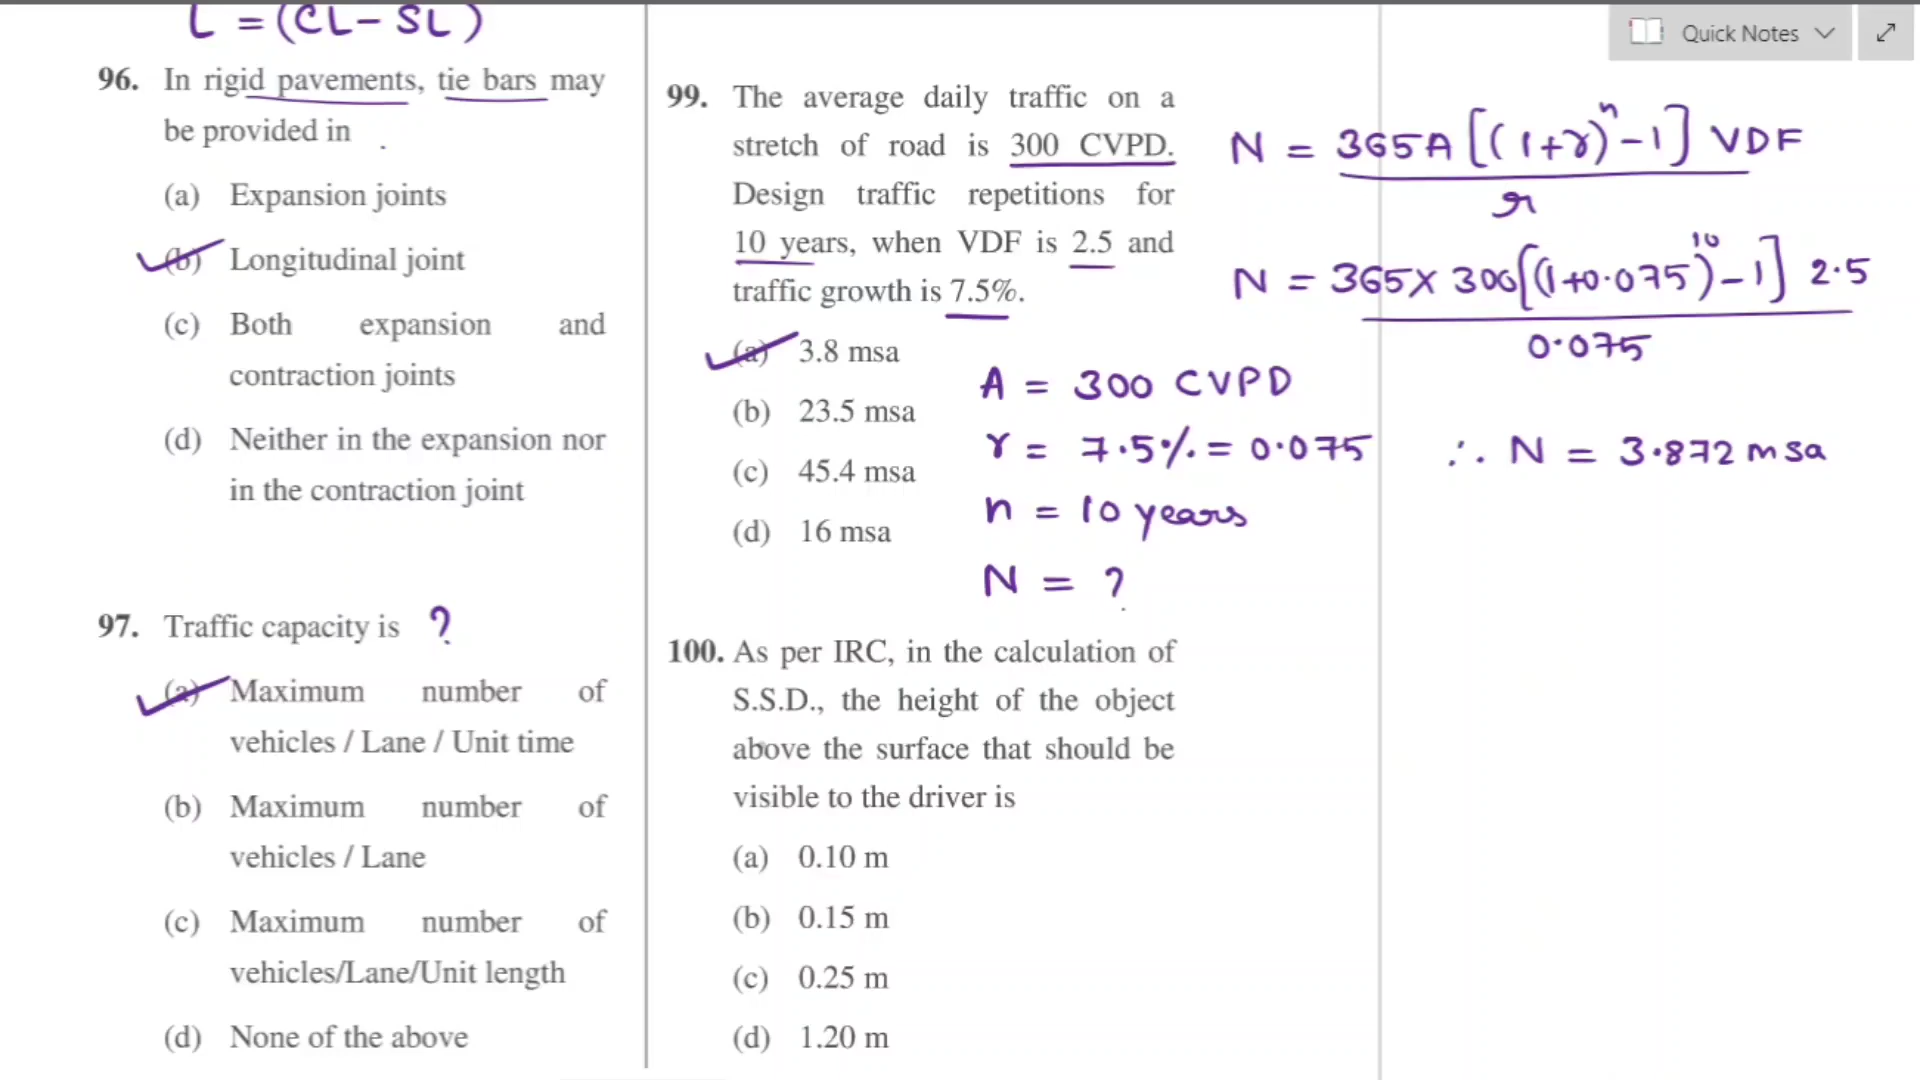 L = (CL - SL)
96. In rigid pavements, tie bars may
be provided in
(a) Expansion joints
(b) Longitudinal joint
(c) Both expansion and
contraction joints
(d) Neither in the expansion nor
in the contraction joint
97. Traffic capacity is ?
(a) Maximum number of
vehicles / Lane / Unit time
(b) Maximum number of
vehicles / Lane
(c) Maximum number of
vehicles/Lane/Unit length
(d) None of the above
99. The average daily traffic on a
stretch of road is 300 CVPD.
Design traffic repetitions for
10 years, when VDF is 2.5 and
traffic growth is 7.5%.
(a) 3.8 msa
(b) 23.5 msa
(c) 45.4 msa
(d) 16 msa
A = 300 CVPD
r = 7.5% = 0.075
n = 10 years
N = ?
100. As per IRC, in the calculation of
S.S.D., the height of the object
above the surface that should be
visible to the driver is
(a) 0.10 m
(b) 0.15 m
(c) 0.25 m
(d) 1.20 m
Quick Notes
N = 365A [(1+r)^n - 1] VDF
r
N = 365 x 300 [(1+0.075)^10 - 1] 2.5
0.075
∴ N = 3.872 msa